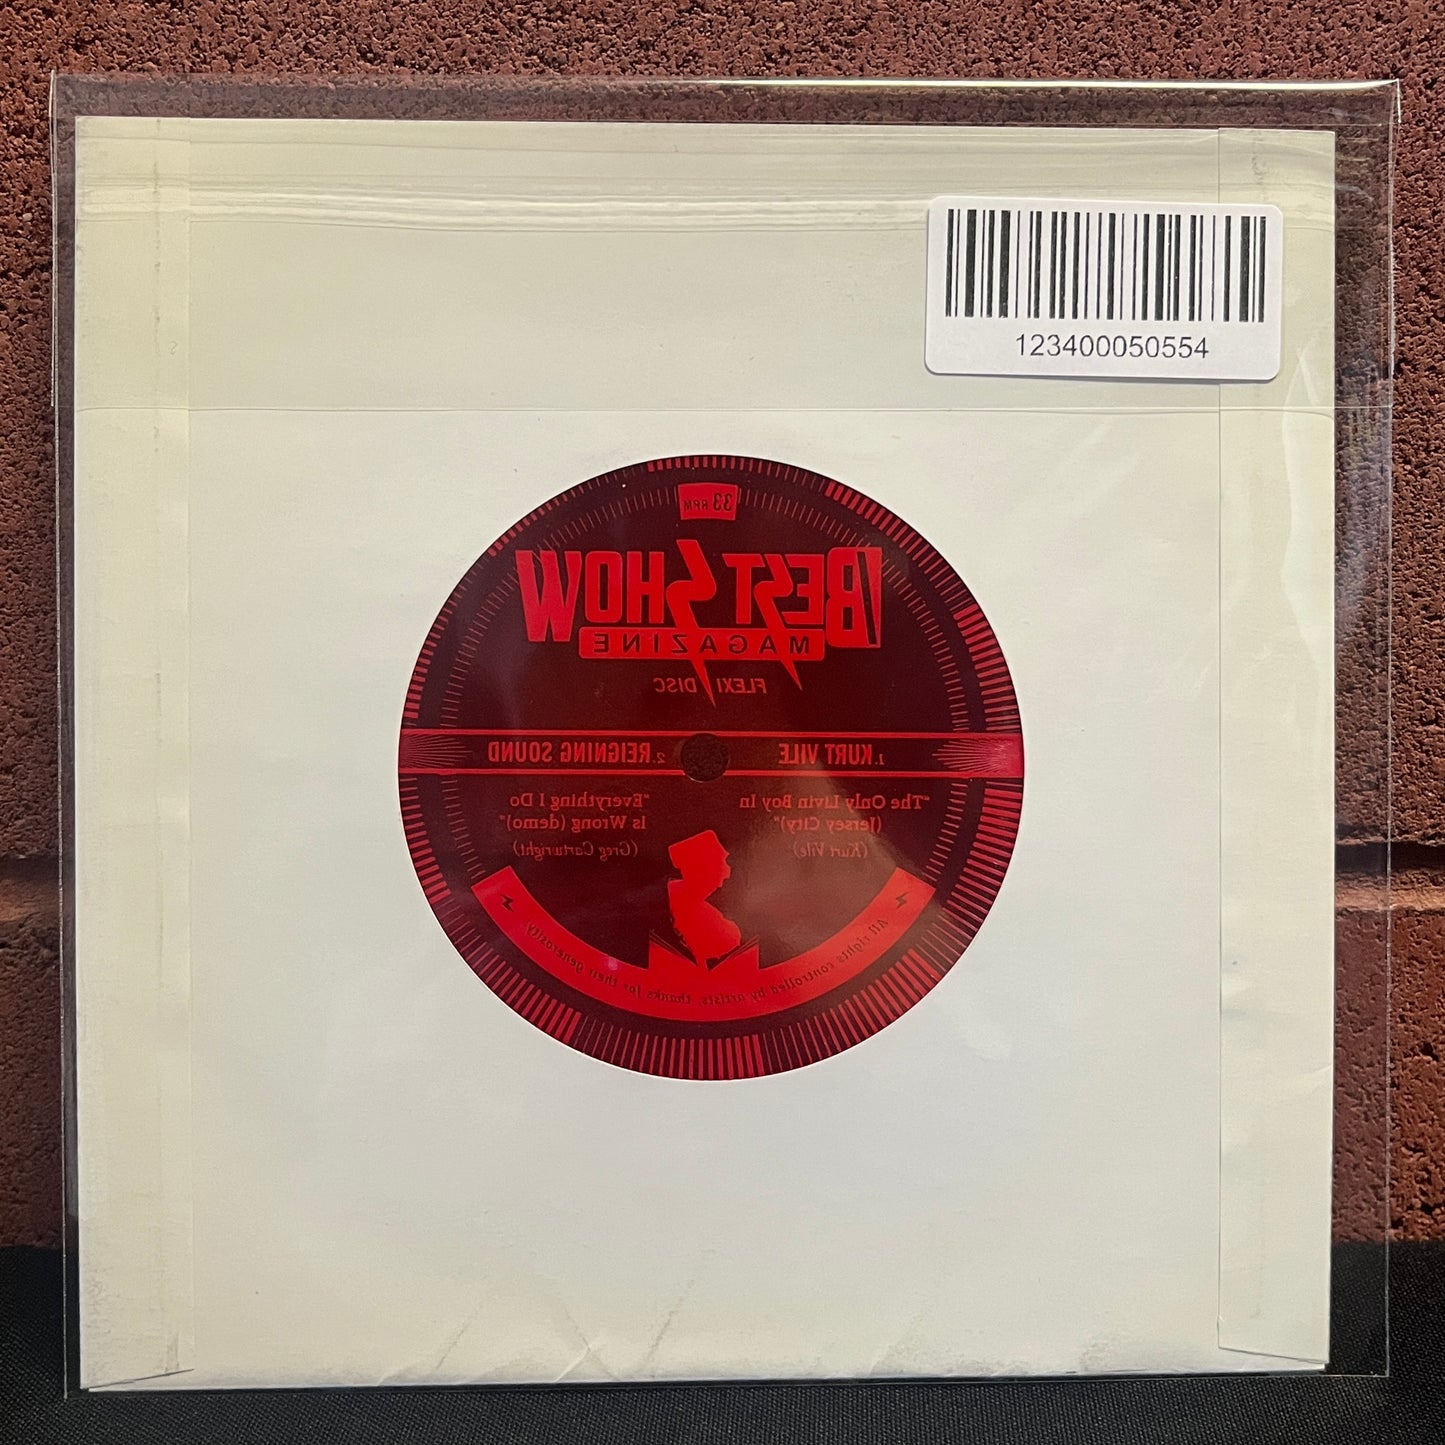 123400050554
33 RPM
BEST SHOW
MAGAZINE
FLEXI DISC
1. KURT VILE 2. REIGNING SOUND
"The Only Livin Boy In
(Jersey City)"
(Kurt Vile)
"Everything I Do
Is Wrong (demo)"
(Greg Cartwright)
All rights controlled by artists, thanks for their generosity!